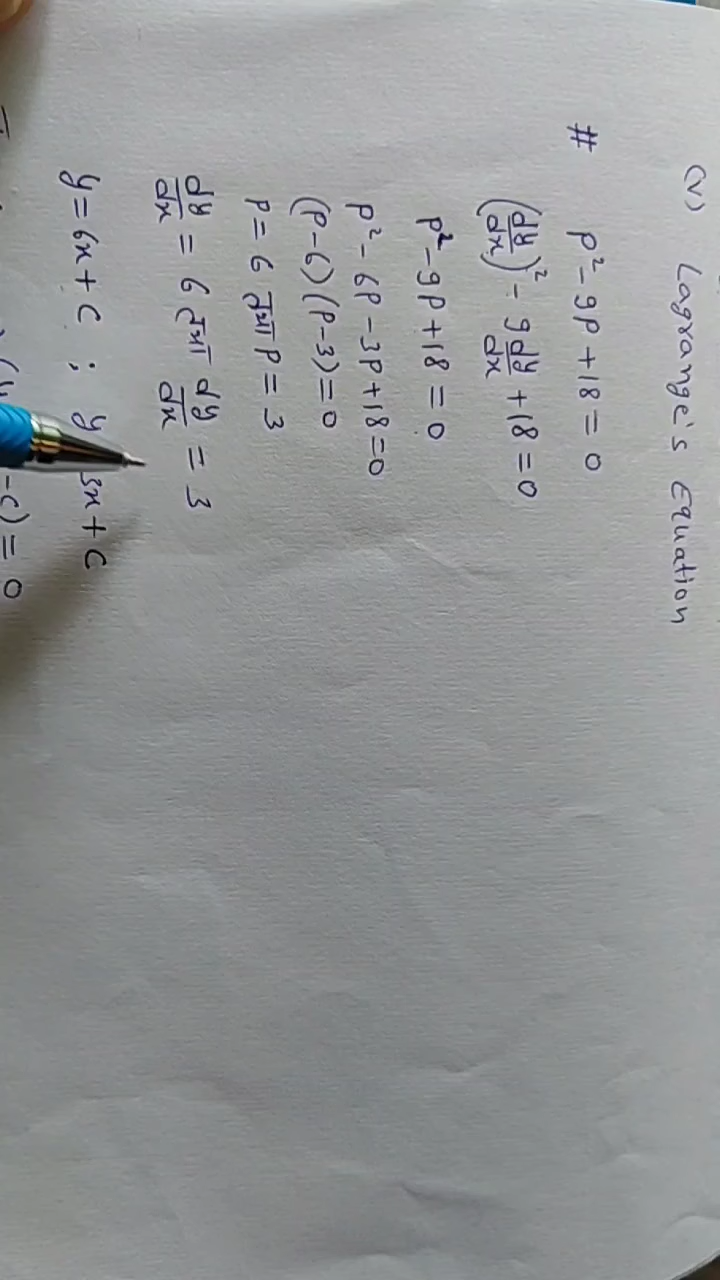 (v) Lagrange's Equation
# p² - 9p + 18 = 0
(dy/dx)² - 9 dy/dx + 18 = 0
p² - 9p + 18 = 0
p² - 6p - 3p + 18 = 0
(p-6)(p-3) = 0
p = 6 तथा p = 3
dy/dx = 6 तथा dy/dx = 3
y = 6x + c ; y 3x + c
-c) = 0